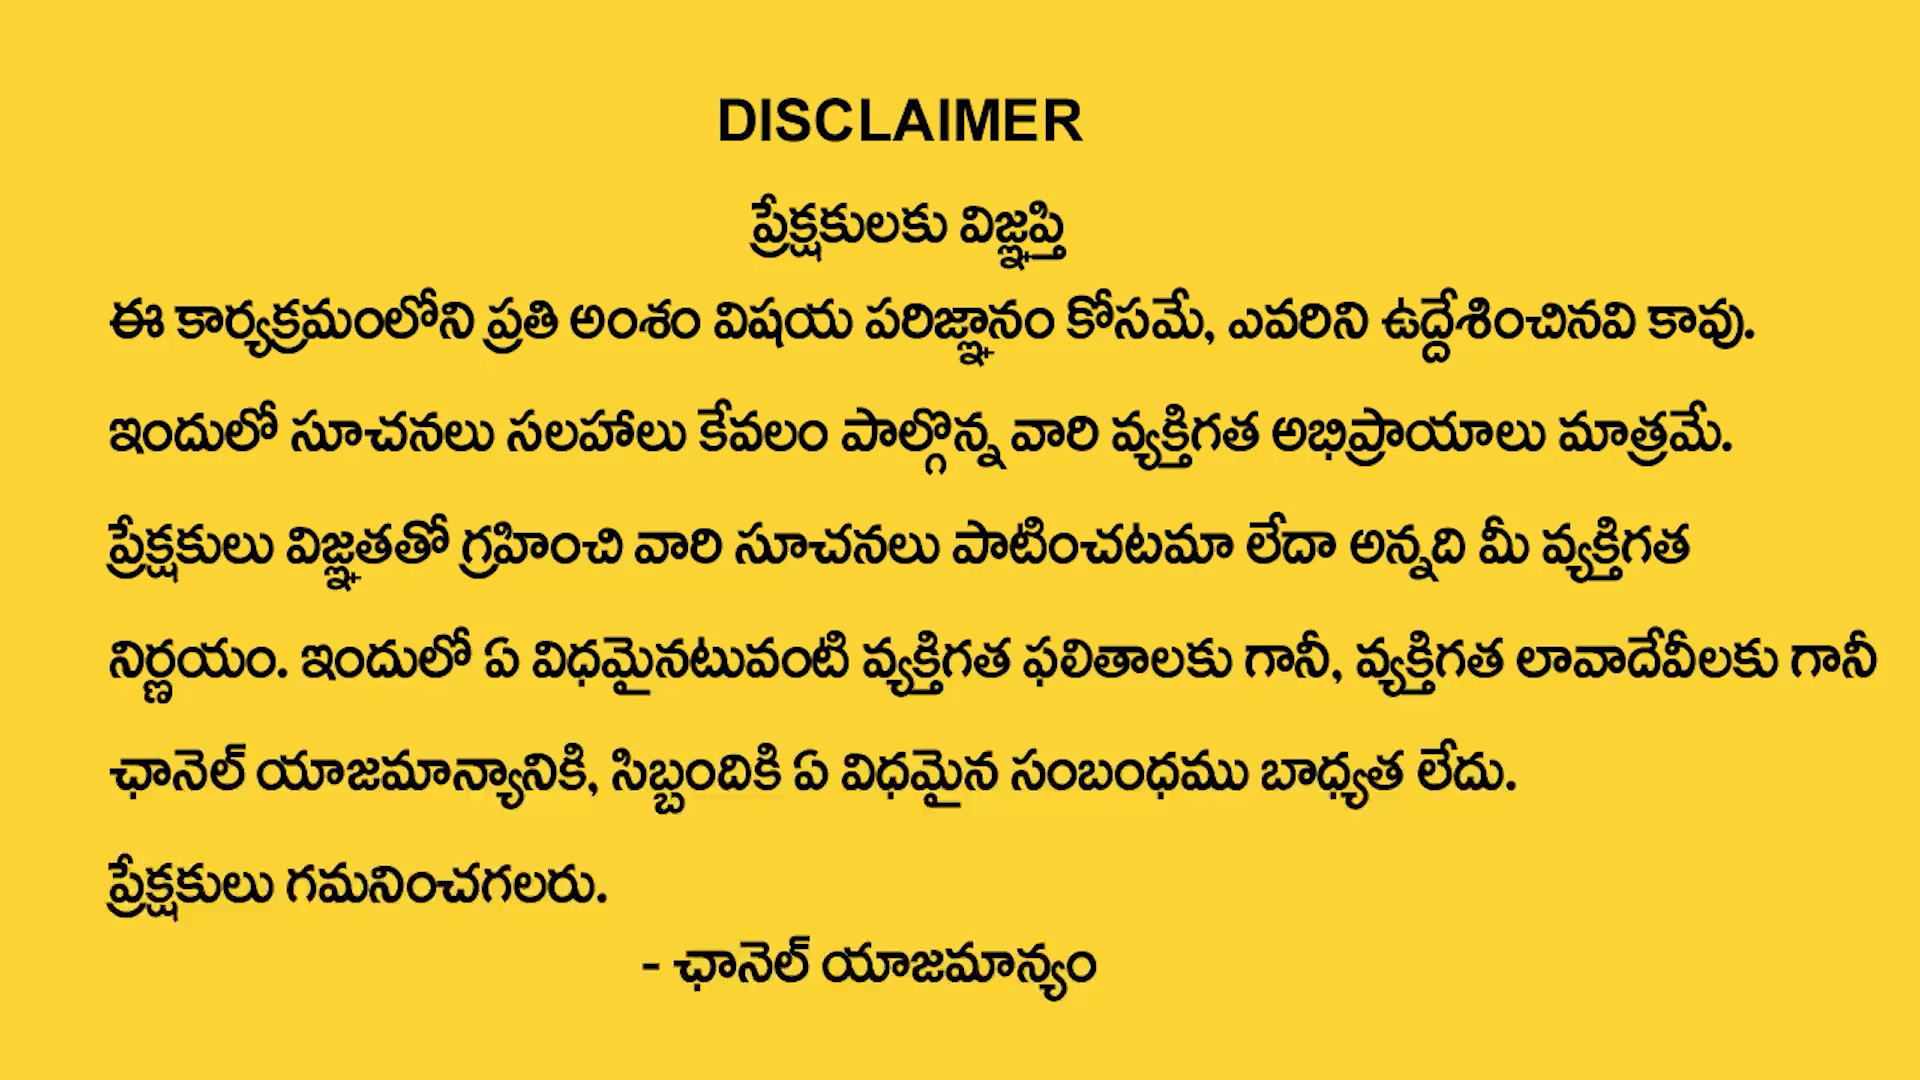 DISCLAIMER
ప్రేక్షకులకు విజ్ఞప్తి
ఈ కార్యక్రమంలోని ప్రతి అంశం విషయ పరిజ్ఞానం కోసమే, ఎవరిని ఉద్దేశించినవి కావు.
ఇందులో సూచనలు సలహాలు కేవలం పాల్గొన్న వారి వ్యక్తిగత అభిప్రాయాలు మాత్రమే.
ప్రేక్షకులు విజ్ఞతతో గ్రహించి వారి సూచనలు పాటించటమా లేదా అన్నది మీ వ్యక్తిగత
నిర్ణయం. ఇందులో ఏ విధమైనటువంటి వ్యక్తిగత ఫలితాలకు గానీ, వ్యక్తిగత లావాదేవీలకు గానీ
ఛానెల్ యాజమాన్యానికి, సిబ్బందికి ఏ విధమైన సంబంధము బాధ్యత లేదు.
ప్రేక్షకులు గమనించగలరు.
- ఛానెల్ యాజమాన్యం